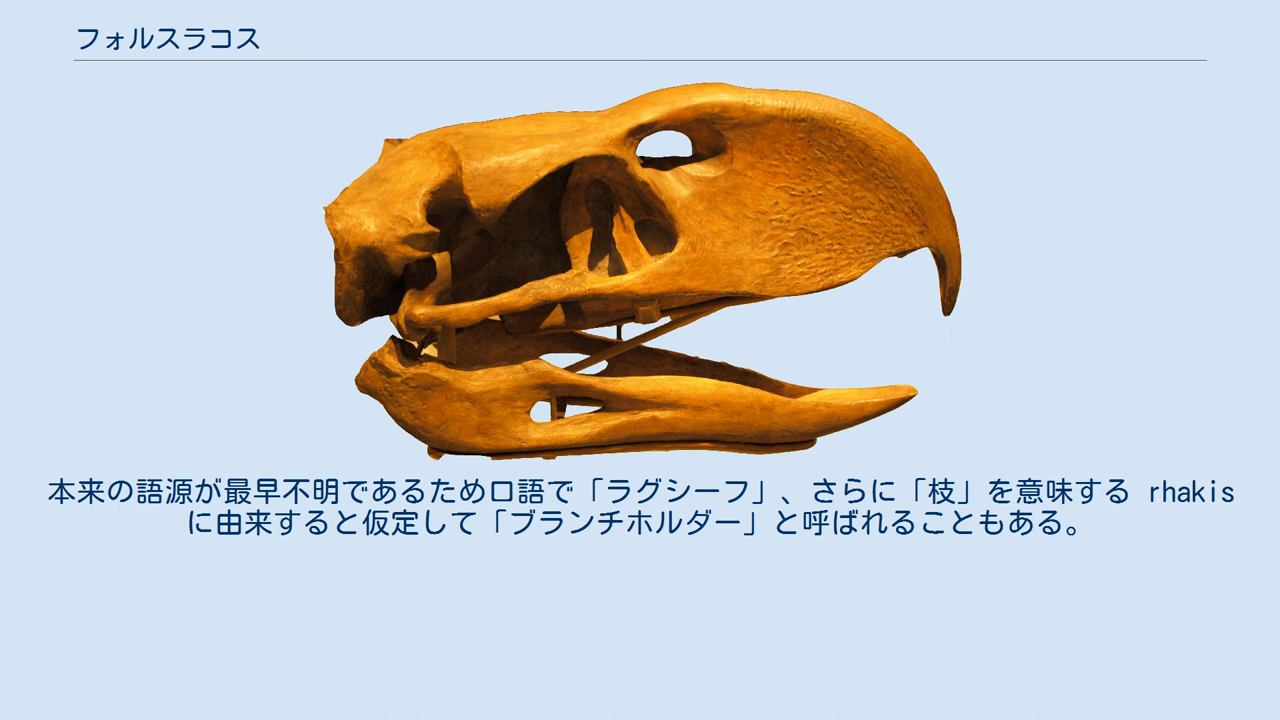 フォルスラコス
本来の語源が最早不明であるため口語で「ラグシーフ」、さらに「枝」を意味する rhakis
に由来すると仮定して「ブランチホルダー」と呼ばれることもある。